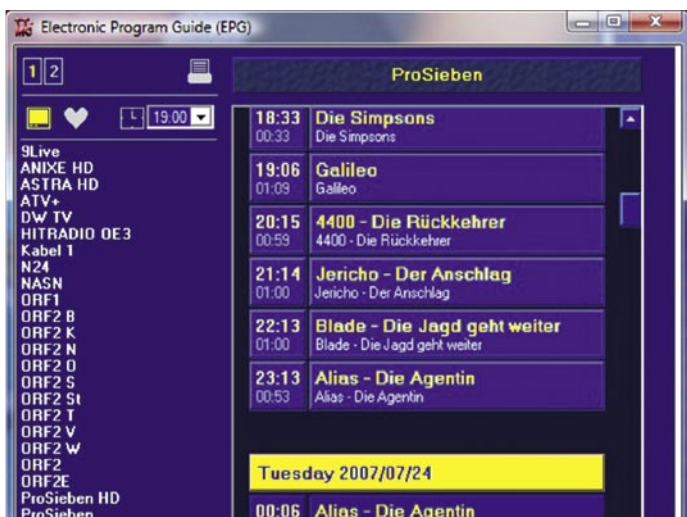 Electronic Program Guide (EPG)
1 2
19:00
9Live
ANIXE HD
ASTRA HD
ATV+
DW TV
HITRADIO OE3
Kabel 1
N24
NASN
ORF1
ORF2 B
ORF2 K
ORF2 N
ORF2 O
ORF2 S
ORF2 St
ORF2 T
ORF2 V
ORF2 W
ORF2
ORF2E
ProSieben HD
ProSieben
ProSieben
18:33 Die Simpsons
00:33 Die Simpsons
19:06 Galileo
01:09 Galileo
20:15 4400 - Die Rückkehrer
00:59 4400 - Die Rückkehrer
21:14 Jericho - Der Anschlag
01:00 Jericho - Der Anschlag
22:13 Blade - Die Jagd geht weiter
01:00 Blade - Die Jagd geht weiter
23:13 Alias - Die Agentin
00:53 Alias - Die Agentin
Tuesday 2007/07/24
00:06 Alias - Die Agentin